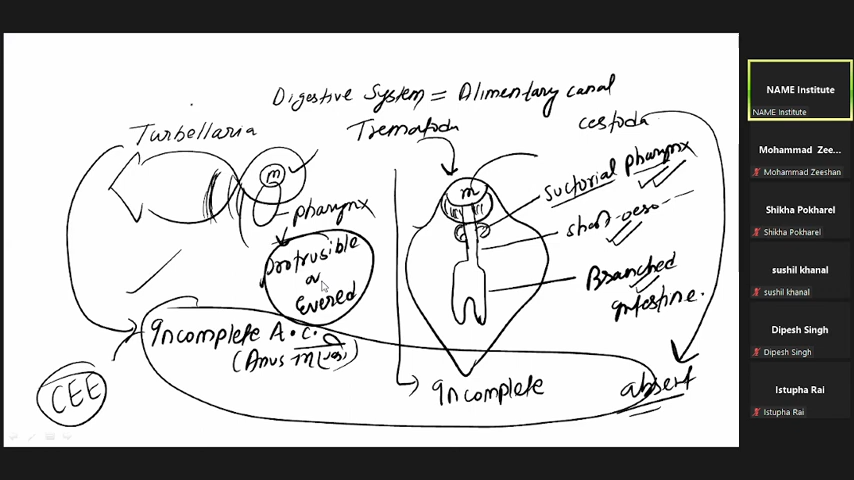 Digestive System = Alimentary canal
Turbellaria
Trematoda
cestoda
m
pharynx
protrusible
or
Evered
m
suctorial pharynx
short oeso
Branched
intestine.
Incomplete A.C.
(Anus
Incomplete
absent
CEE
NAME Institute
NAME Institute
Mohammad Zee...
Mohammad Zeeshan
Shikha Pokharel
Shikha Pokharel
sushil khanal
sushil khanal
Dipesh Singh
Dipesh Singh
Istupha Rai
Istupha Rai